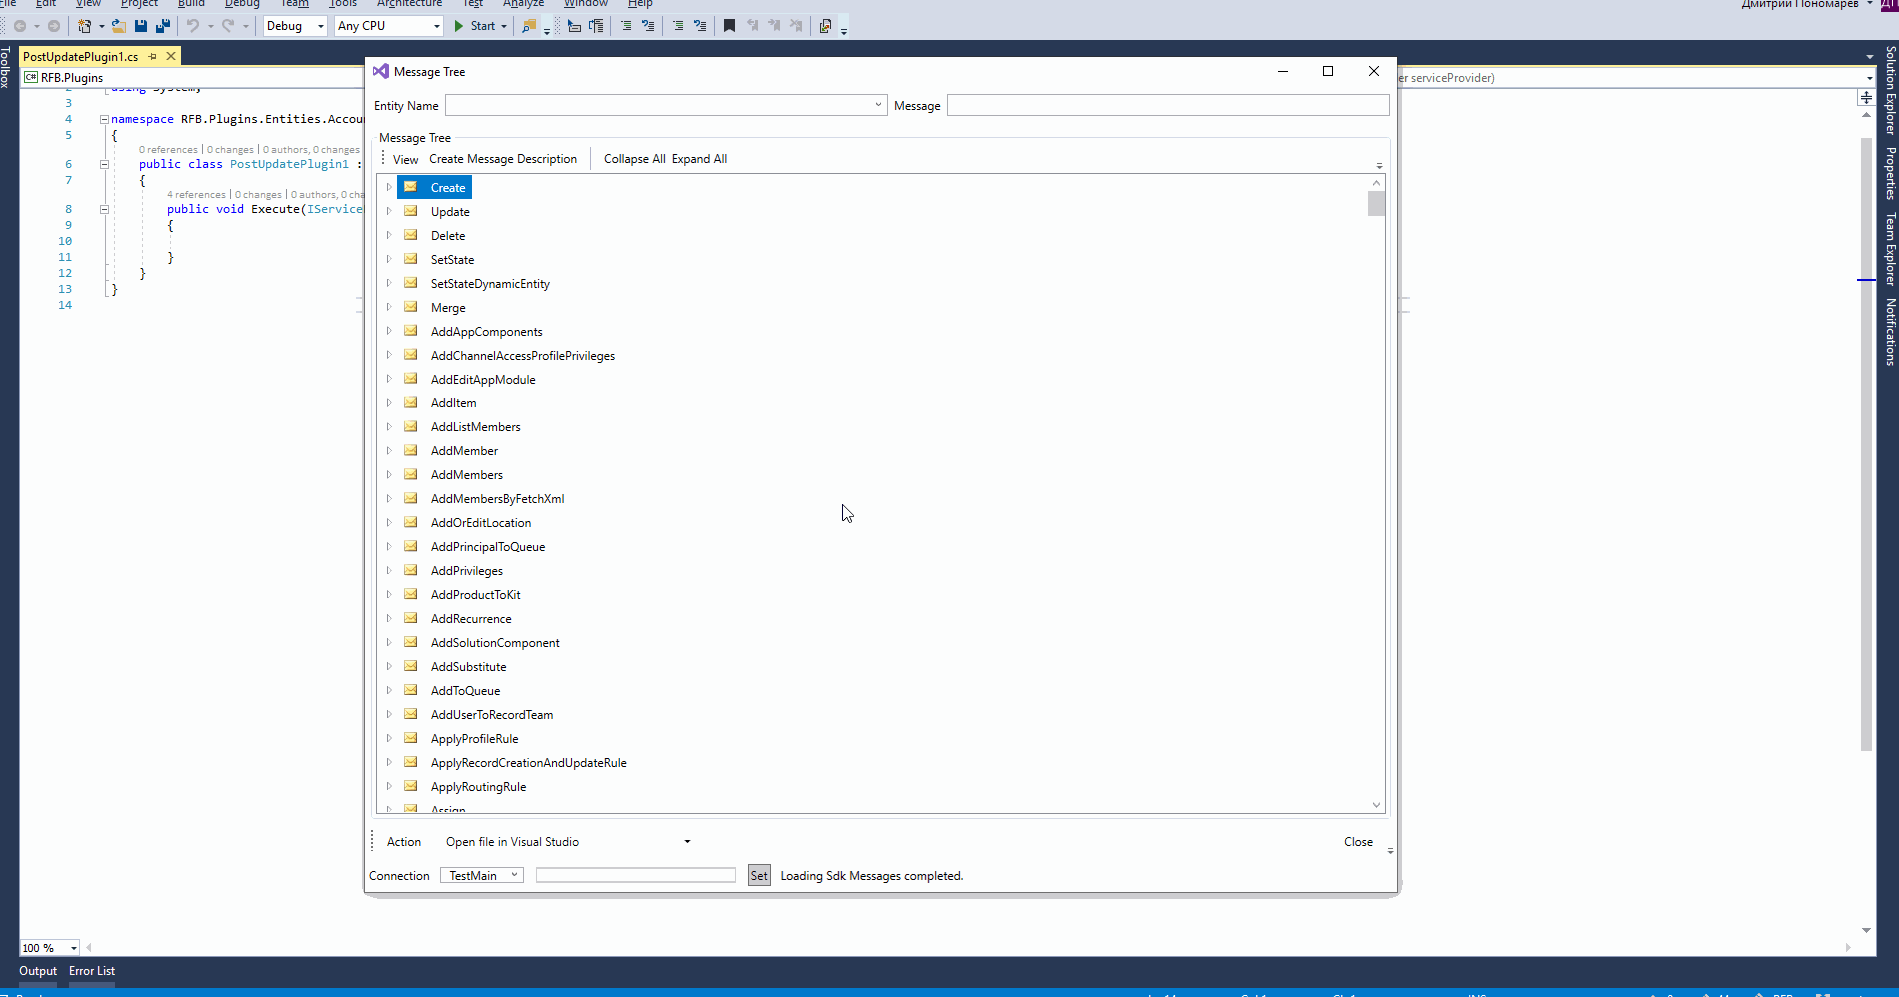 File Edit View Project Build Debug Team Tools Architecture Test Analyze Window Help
Дмитрий Пономарев
Debug Any CPU Start
Toolbox
PostUpdatePlugin1.cs
RFB.Plugins
er serviceProvider)
2 using System;
3
4 namespace RFB.Plugins.Entities.Accou
5 {
0 references | 0 changes | 0 authors, 0 changes
6 public class PostUpdatePlugin1 :
7 {
4 references | 0 changes | 0 authors, 0 cha
8 public void Execute(IService
9 {
10
11 }
12 }
13 }
14
Message Tree
Entity Name Message
Message Tree
View Create Message Description Collapse All Expand All
Create
Update
Delete
SetState
SetStateDynamicEntity
Merge
AddAppComponents
AddChannelAccessProfilePrivileges
AddEditAppModule
AddItem
AddListMembers
AddMember
AddMembers
AddMembersByFetchXml
AddOrEditLocation
AddPrincipalToQueue
AddPrivileges
AddProductToKit
AddRecurrence
AddSolutionComponent
AddSubstitute
AddToQueue
AddUserToRecordTeam
ApplyProfileRule
ApplyRecordCreationAndUpdateRule
ApplyRoutingRule
Assign
Action Open file in Visual Studio Close
Connection TestMain Set Loading Sdk Messages completed.
Solution Explorer
Properties
Team Explorer
Notifications
100 %
Output Error List